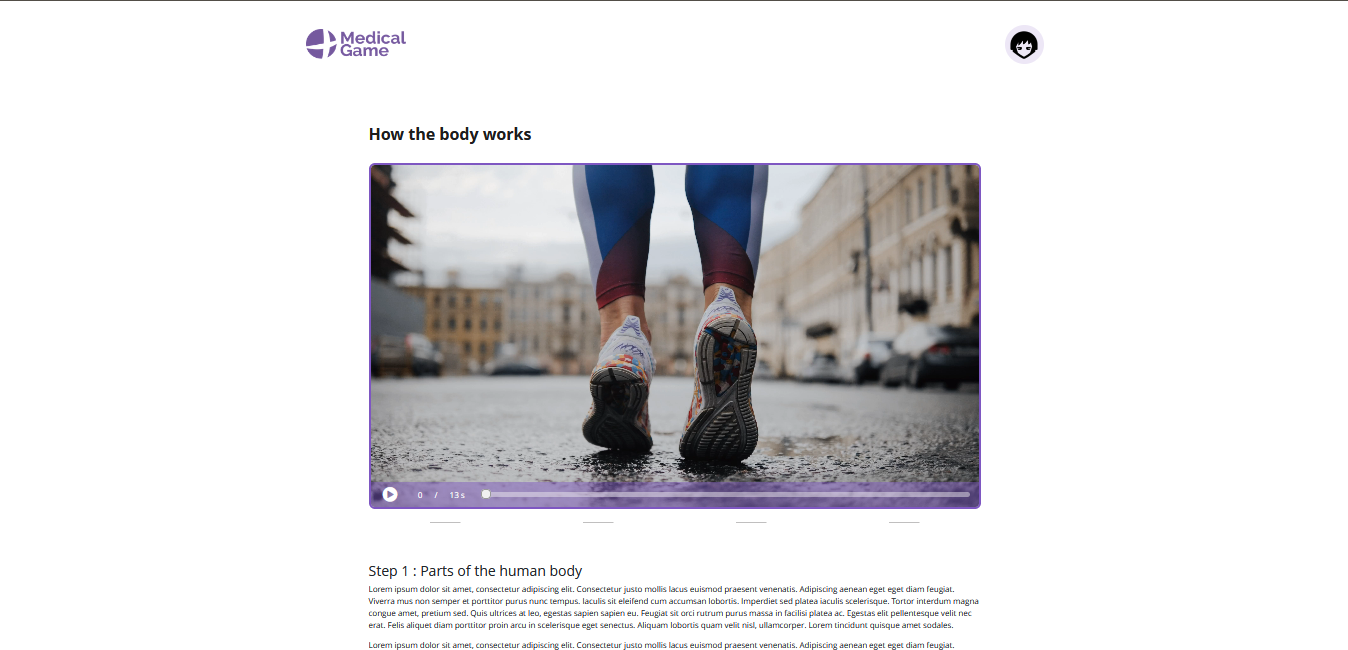 Medical
Game
How the body works
0 / 13 s
Step 1 : Parts of the human body
Lorem ipsum dolor sit amet, consectetur adipiscing elit. Consectetur justo mollis lacus euismod praesent venenatis. Adipiscing aenean eget eget diam feugiat.
Viverra mus non semper et porttitor purus nunc tempus. Iaculis sit eleifend cum accumsan lobortis. Imperdiet sed platea iaculis scelerisque. Tortor interdum magna
congue amet, pretium sed. Quis ultrices at leo, egestas sapien sapien eu. Feugiat sit orci rutrum purus massa in facilisi platea ac. Egestas elit pellentesque velit nec
erat. Felis aliquet diam porttitor proin arcu in scelerisque eget senectus. Aliquam lobortis quam velit nisl, ullamcorper. Lorem tincidunt quisque amet sodales.
Lorem ipsum dolor sit amet, consectetur adipiscing elit. Consectetur justo mollis lacus euismod praesent venenatis. Adipiscing aenean eget eget diam feugiat.